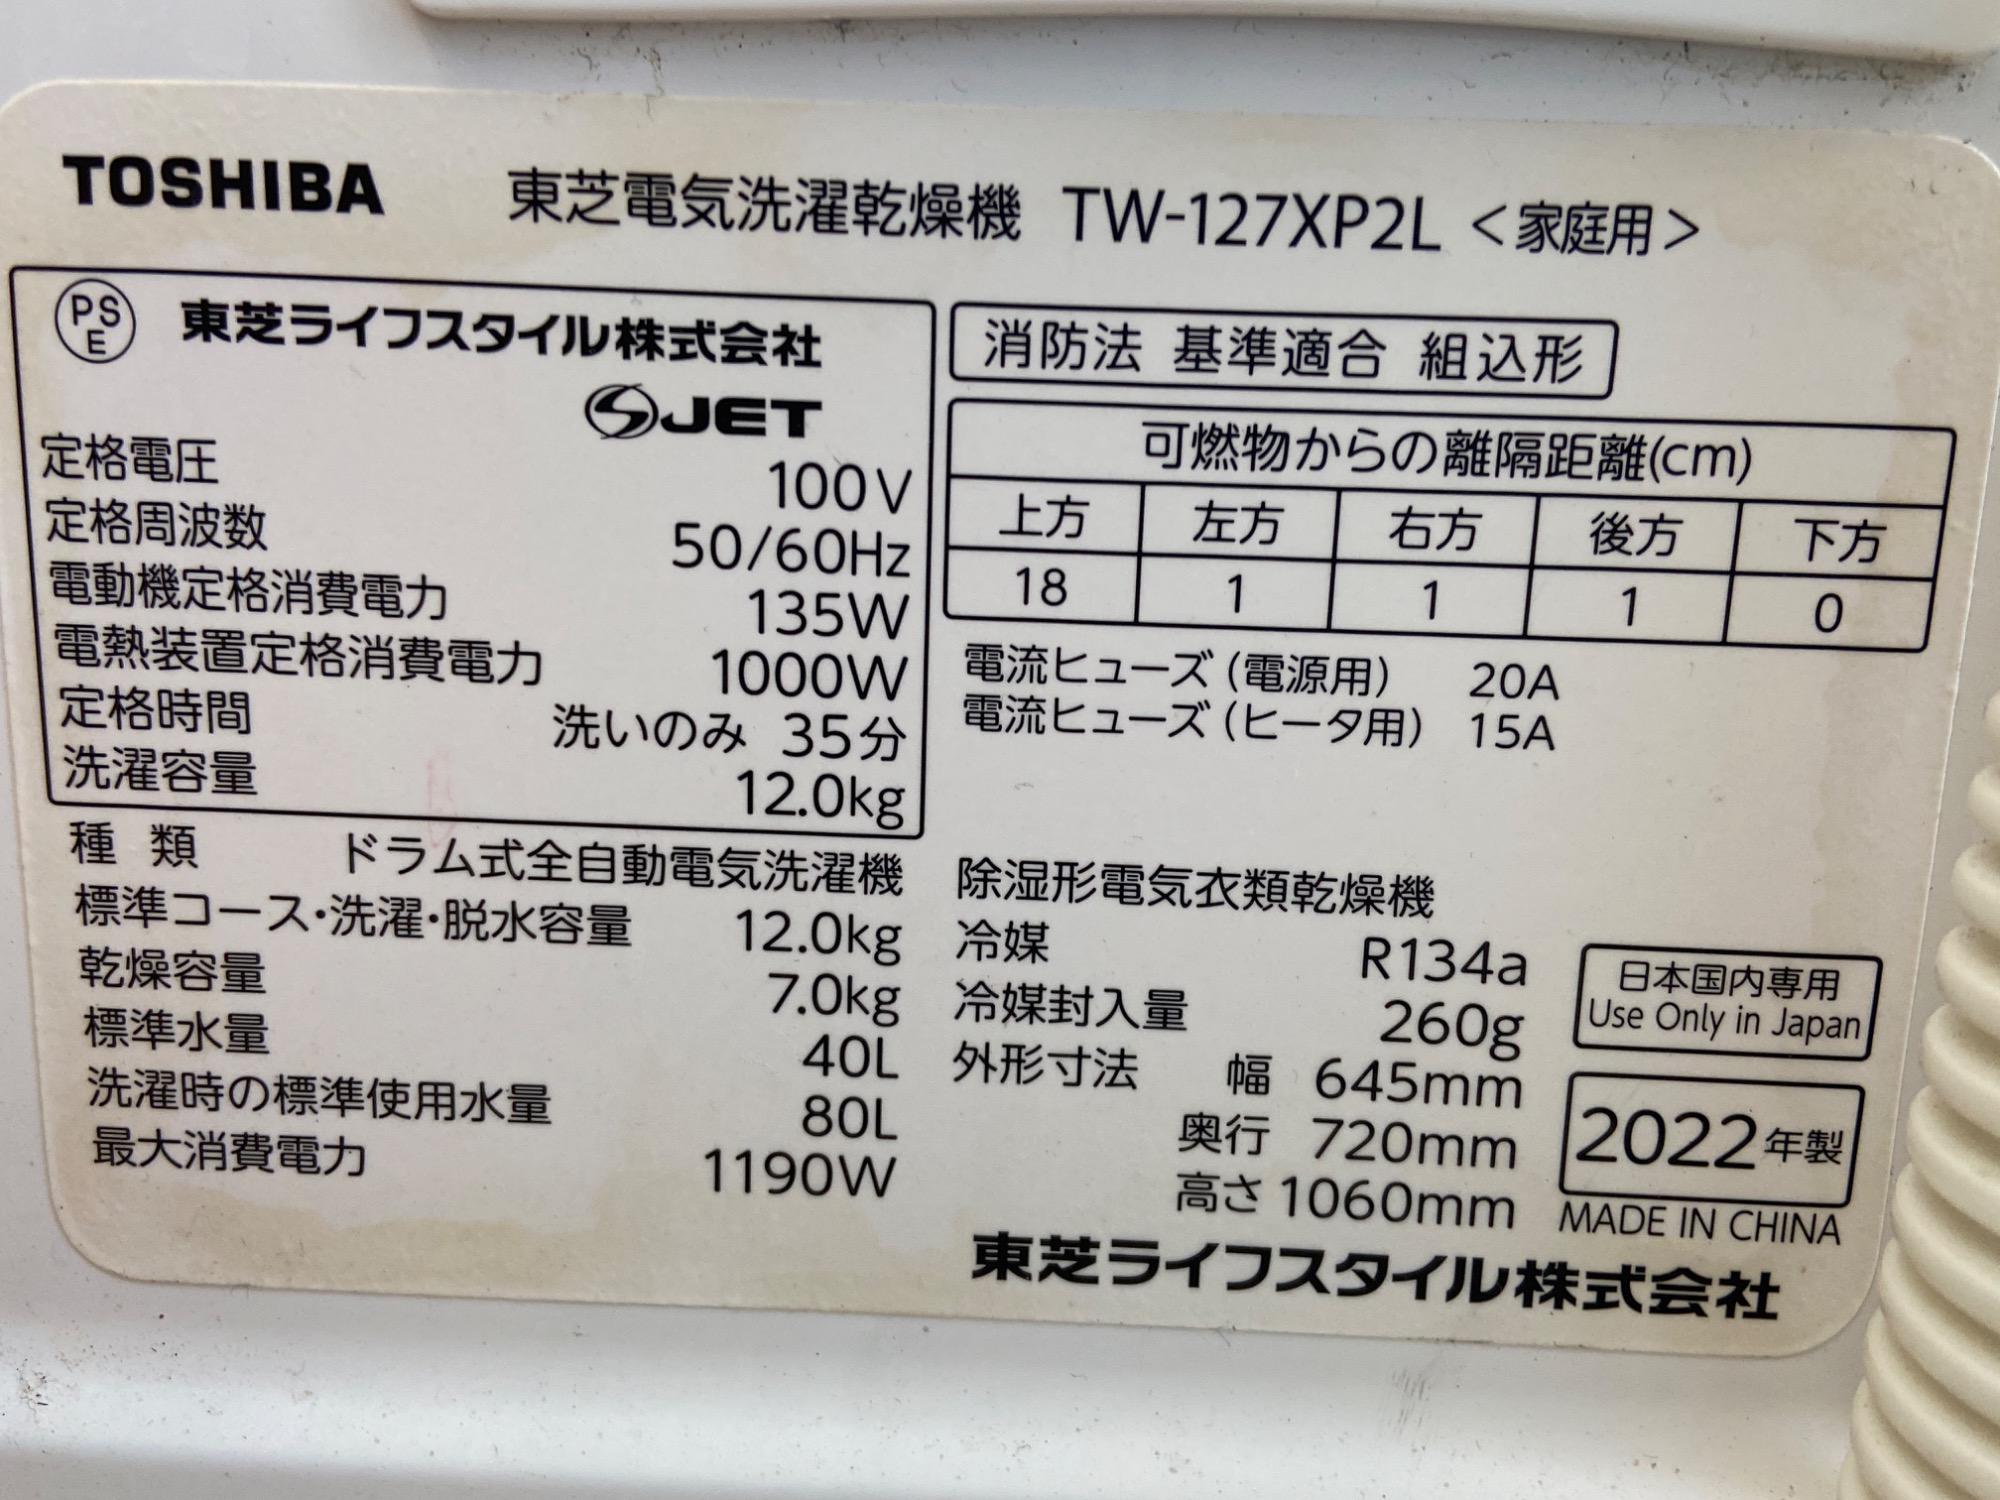 TOSHIBA 東芝電気洗濯乾燥機 TW-127XP2L <家庭用>
PSE 東芝ライフスタイル株式会社
JET
定格電圧 100V
定格周波数 50/60Hz
電動機定格消費電力 135W
電熱装置定格消費電力 1000W
定格時間 洗いのみ 35分
洗濯容量 12.0kg
種類 ドラム式全自動電気洗濯機
標準コース・洗濯・脱水容量 12.0kg
乾燥容量 7.0kg
標準水量 40L
洗濯時の標準使用水量 80L
最大消費電力 1190W
消防法 基準適合 組込形
可燃物からの離隔距離(cm)
上方 左方 右方 後方 下方
18 1 1 1 0
電流ヒューズ(電源用) 20A
電流ヒューズ(ヒータ用) 15A
除湿形電気衣類乾燥機
冷媒 R134a
冷媒封入量 260g
外形寸法 幅 645mm
奥行 720mm
高さ 1060mm
日本国内専用
Use Only in Japan
2022年製
MADE IN CHINA
東芝ライフスタイル株式会社